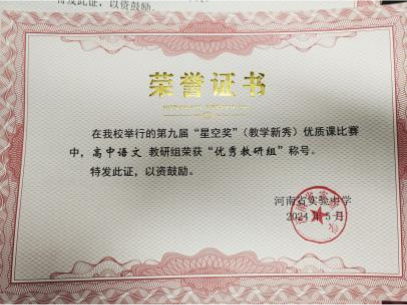 特发此证，以资鼓励。
荣誉证书
在我校举行的第九届“星空奖”（教学新秀）优质课比赛
中，高中语文 教研组荣获“优秀教研组”称号。
特发此证，以资鼓励。
河南省实验中学
2024年5月